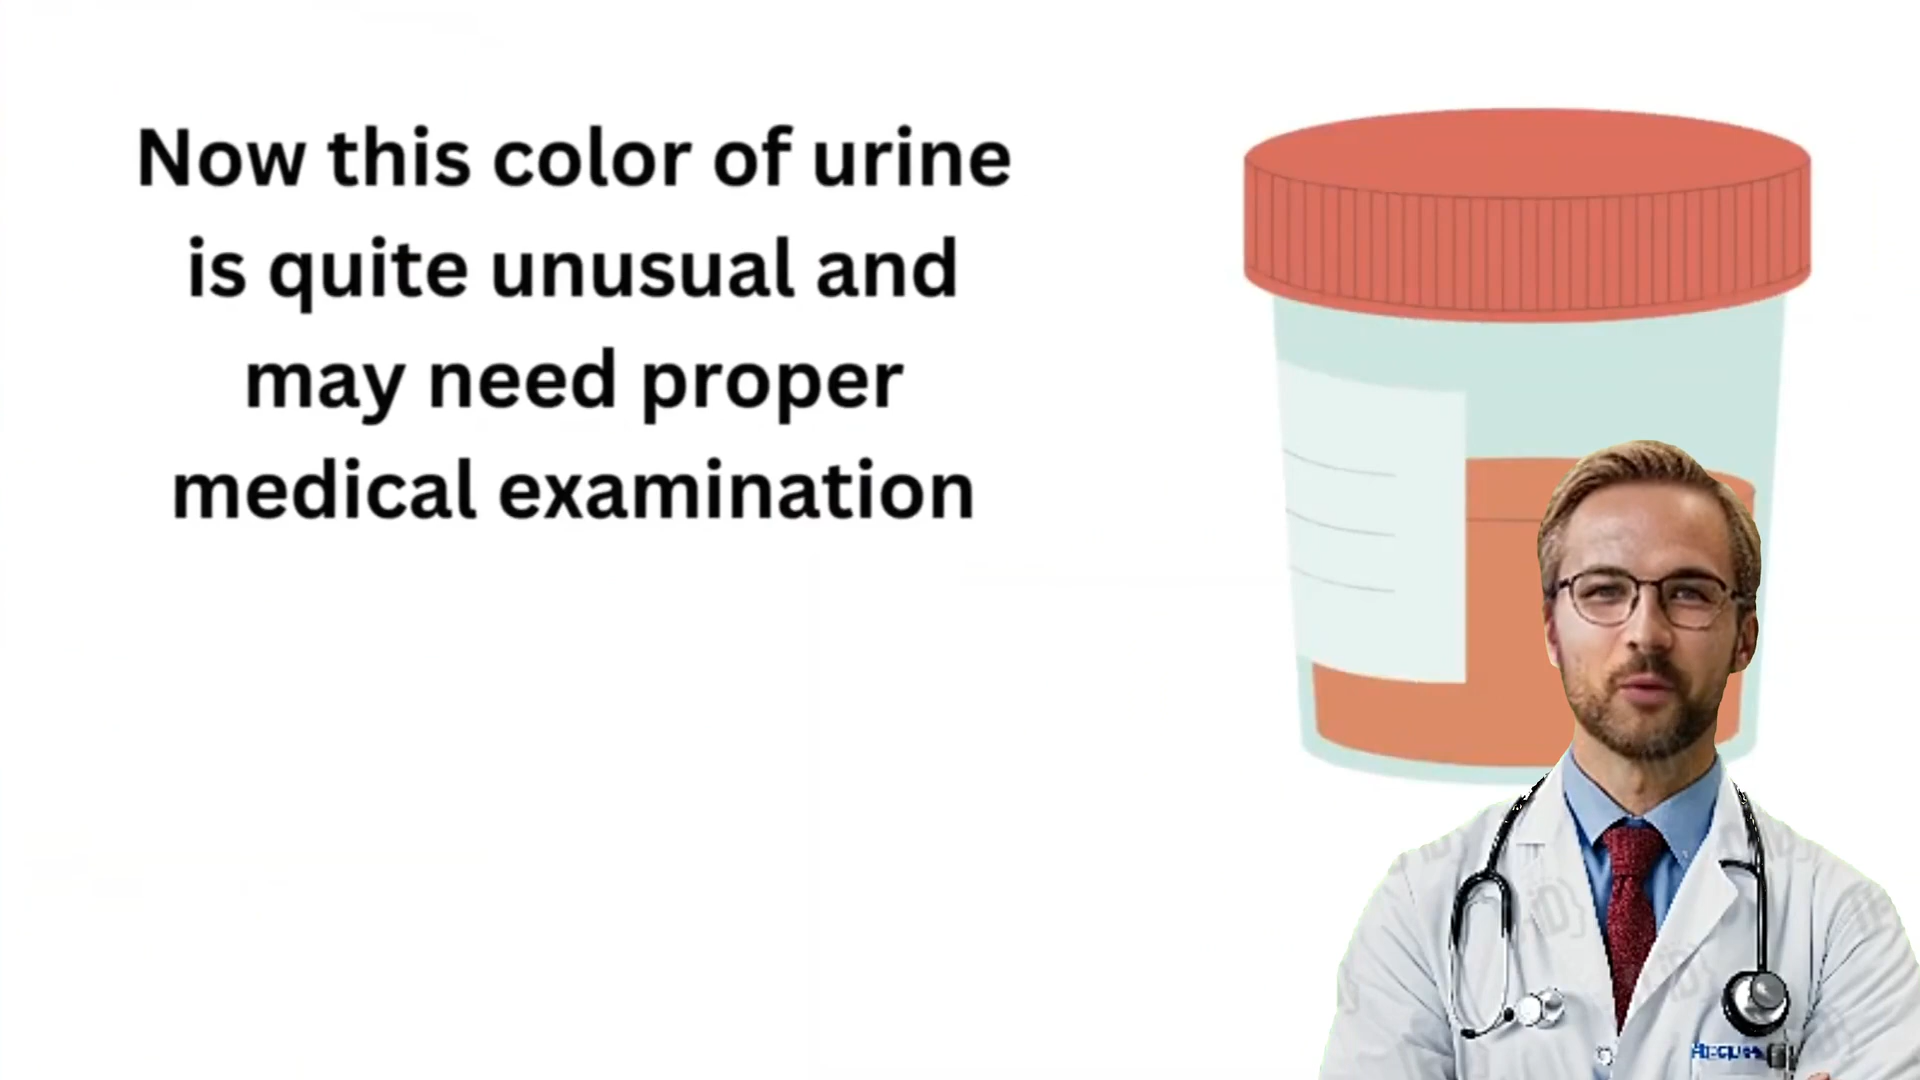 Now this color of urine
is quite unusual and
may need proper
medical examination